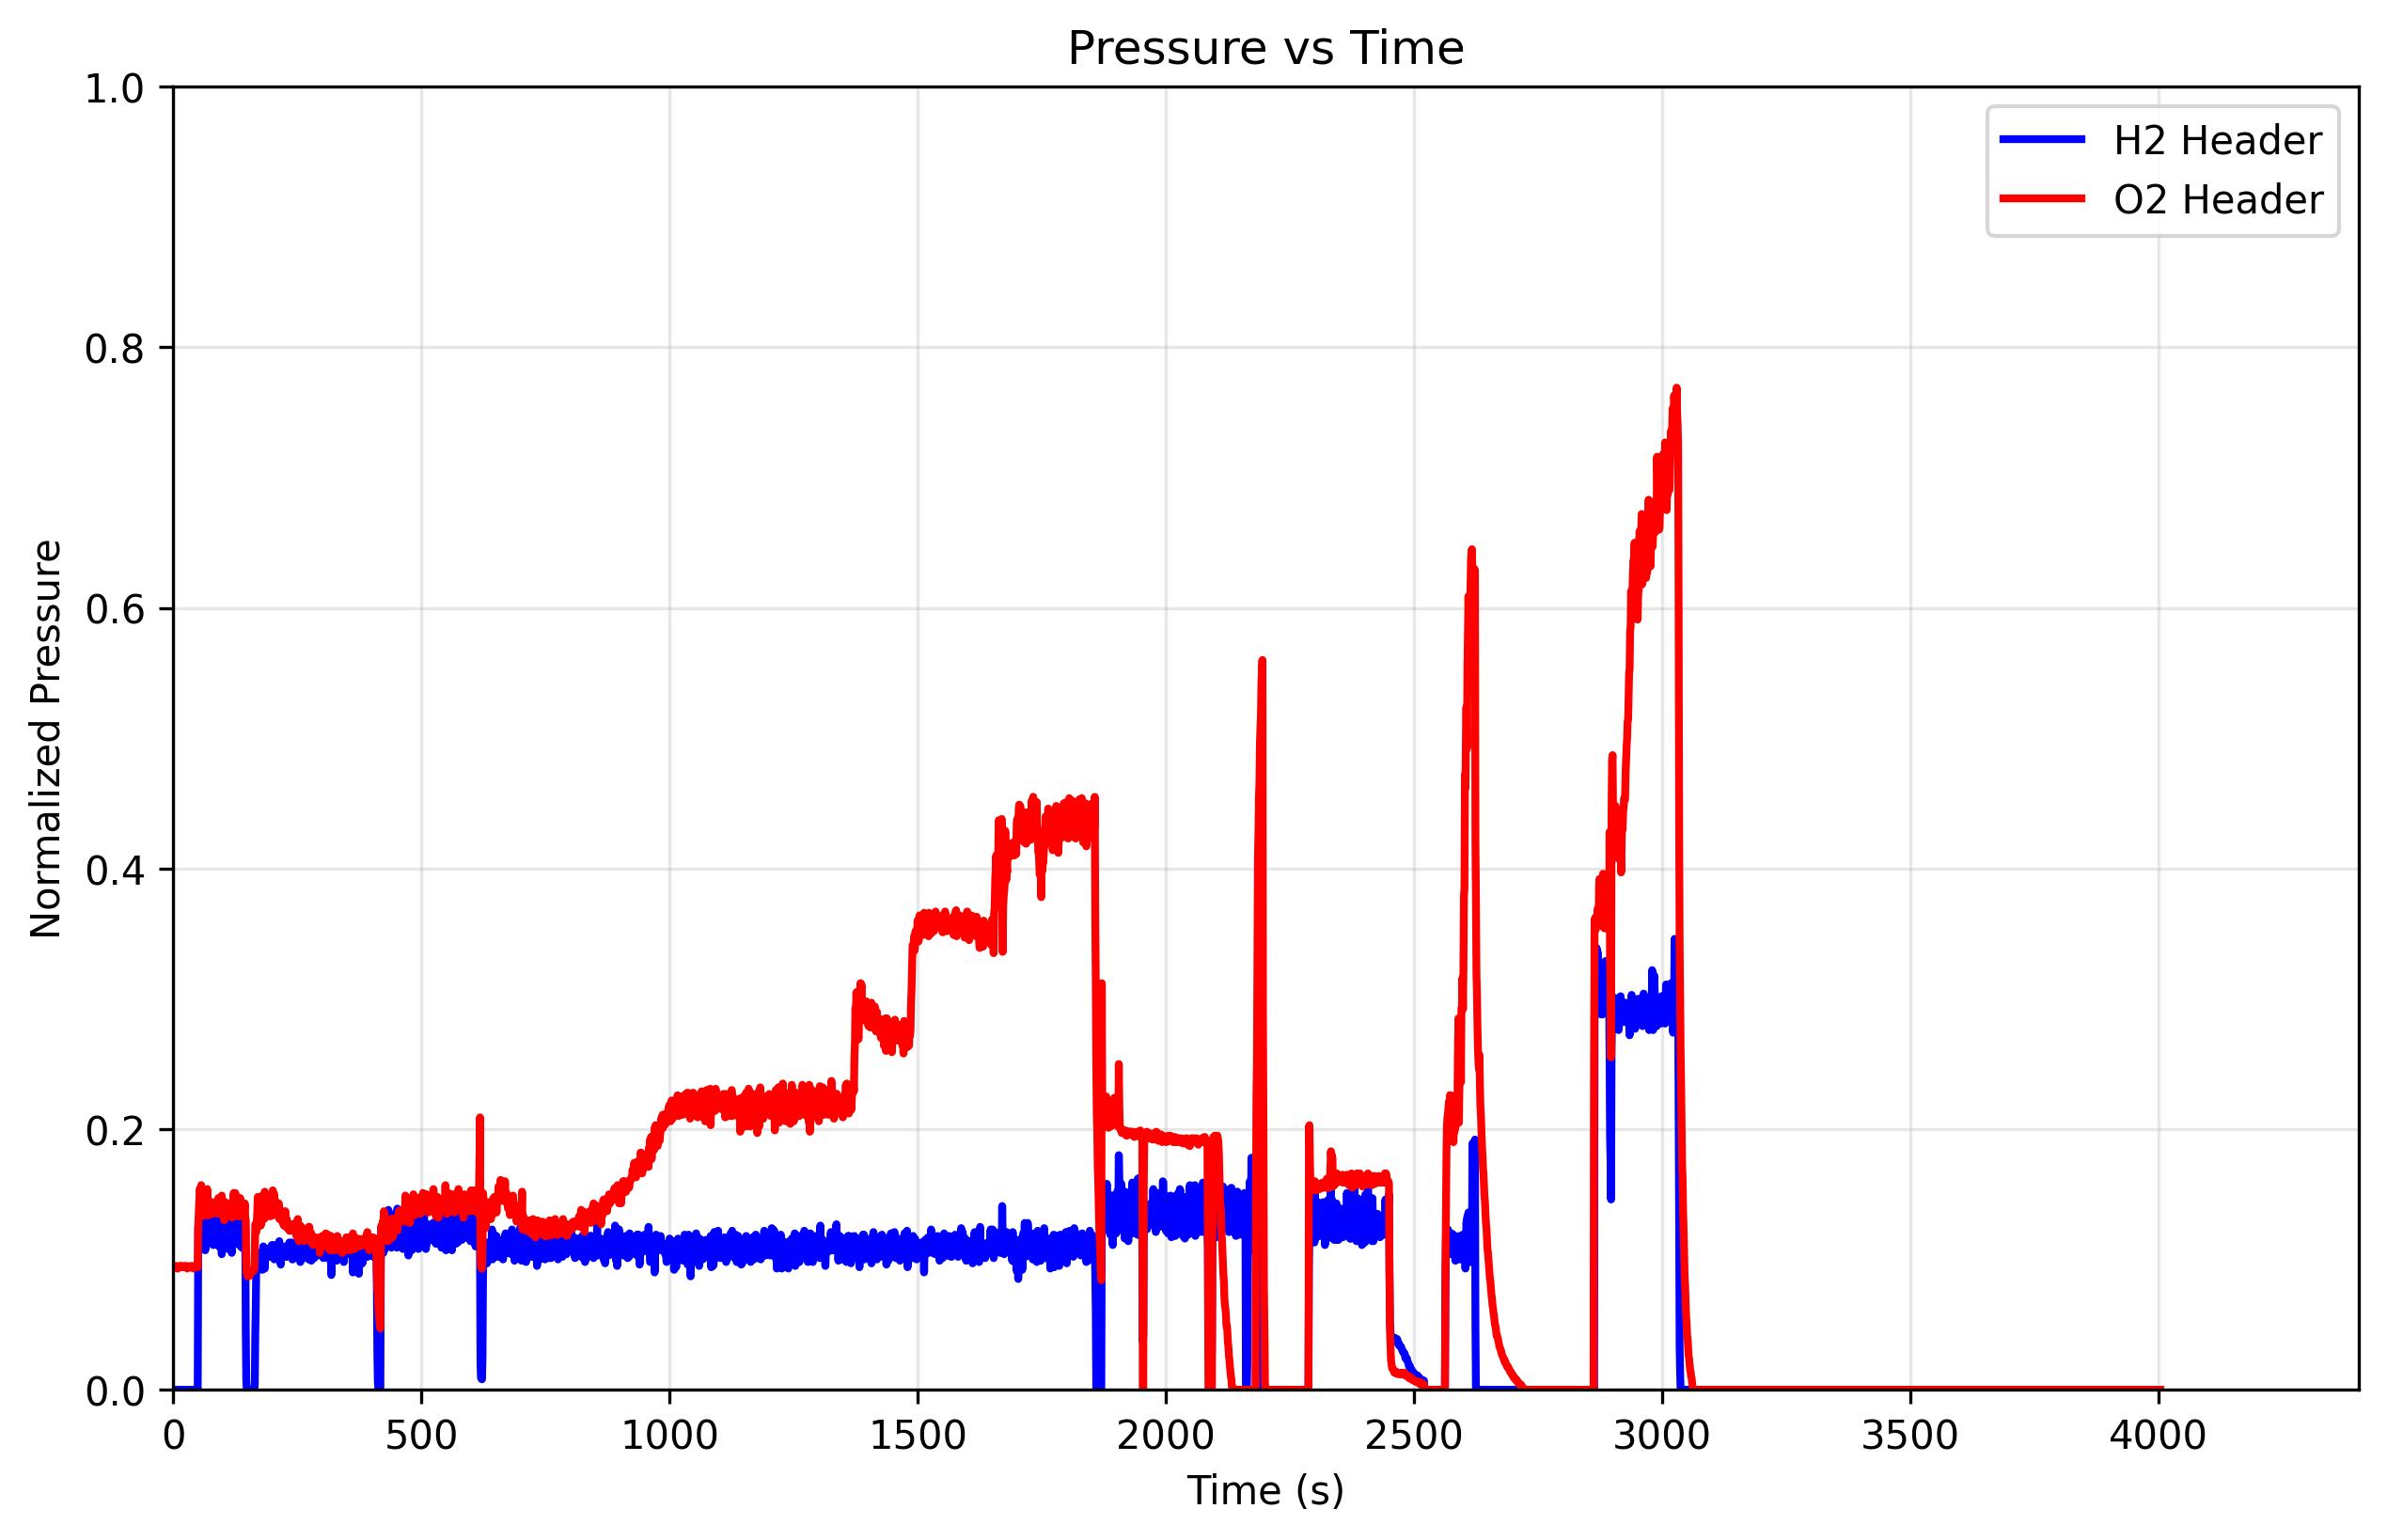 Pressure vs Time
1.0
0.8
0.6
0.4
0.2
0.0
Normalized Pressure
H2 Header
O2 Header
0 500 1000 1500 2000 2500 3000 3500 4000
Time (s)